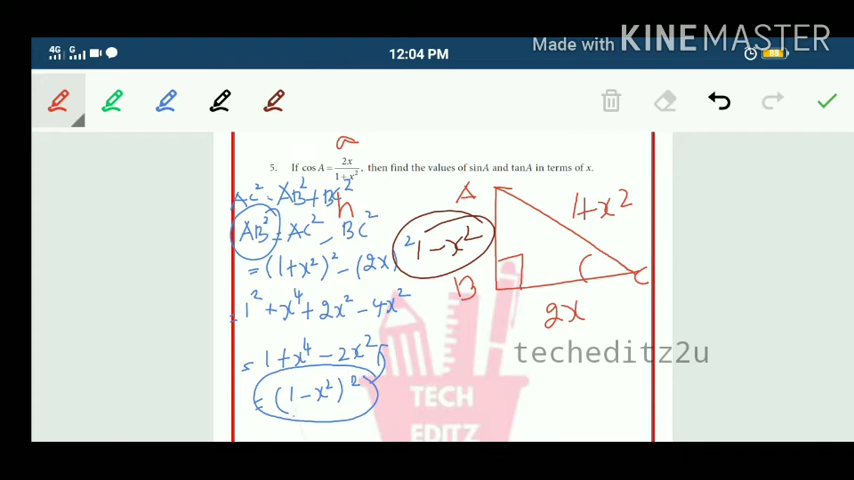 4G G 12:04 PM 88
Made with KINEMASTER
a
5. If cosA = 2x/1+x², then find the values of sinA and tanA in terms of x.
h
AC² = AB² + BC²
AB² = AC² - BC²
= (1+x²)² - (2x)²
= 1² + x⁴ + 2x² - 4x²
= 1 + x⁴ - 2x²
= (1-x²)²
A
1+x²
1-x²
B
C
2x
techeditz2u
TECH
EDITZ